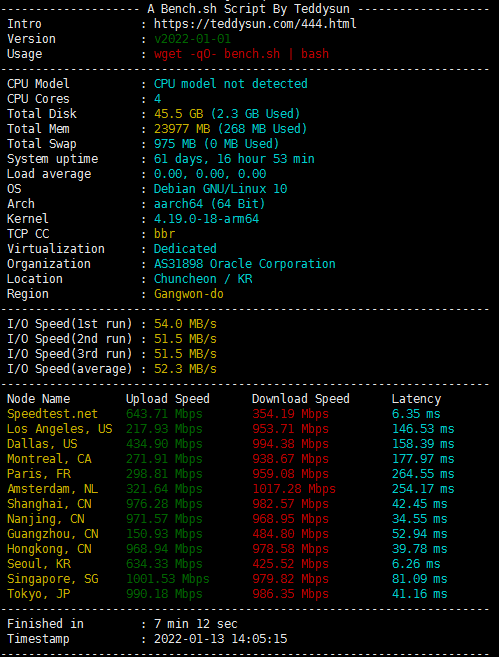 -------------------- A Bench.sh Script By Teddysun -------------------
Intro : https://teddysun.com/444.html
Version : v2022-01-01
Usage : wget -qO- bench.sh | bash
----------------------------------------------------------------------
CPU Model : CPU model not detected
CPU Cores : 4
Total Disk : 45.5 GB (2.3 GB Used)
Total Mem : 23977 MB (268 MB Used)
Total Swap : 975 MB (0 MB Used)
System uptime : 61 days, 16 hour 53 min
Load average : 0.00, 0.00, 0.00
OS : Debian GNU/Linux 10
Arch : aarch64 (64 Bit)
Kernel : 4.19.0-18-arm64
TCP CC : bbr
Virtualization : Dedicated
Organization : AS31898 Oracle Corporation
Location : Chuncheon / KR
Region : Gangwon-do
----------------------------------------------------------------------
I/O Speed(1st run) : 54.0 MB/s
I/O Speed(2nd run) : 51.5 MB/s
I/O Speed(3rd run) : 51.5 MB/s
I/O Speed(average) : 52.3 MB/s
----------------------------------------------------------------------
Node Name Upload Speed Download Speed Latency
Speedtest.net 643.71 Mbps 354.19 Mbps 6.35 ms
Los Angeles, US 217.93 Mbps 953.71 Mbps 146.53 ms
Dallas, US 434.90 Mbps 994.38 Mbps 158.39 ms
Montreal, CA 271.91 Mbps 938.67 Mbps 177.97 ms
Paris, FR 298.81 Mbps 959.08 Mbps 264.55 ms
Amsterdam, NL 321.64 Mbps 1017.28 Mbps 254.17 ms
Shanghai, CN 976.28 Mbps 982.57 Mbps 42.45 ms
Nanjing, CN 971.57 Mbps 968.95 Mbps 34.55 ms
Guangzhou, CN 150.93 Mbps 484.80 Mbps 52.94 ms
Hongkong, CN 968.94 Mbps 978.58 Mbps 39.78 ms
Seoul, KR 634.33 Mbps 425.52 Mbps 6.26 ms
Singapore, SG 1001.53 Mbps 979.82 Mbps 81.09 ms
Tokyo, JP 990.18 Mbps 986.35 Mbps 41.16 ms
----------------------------------------------------------------------
Finished in : 7 min 12 sec
Timestamp : 2022-01-13 14:05:15
----------------------------------------------------------------------